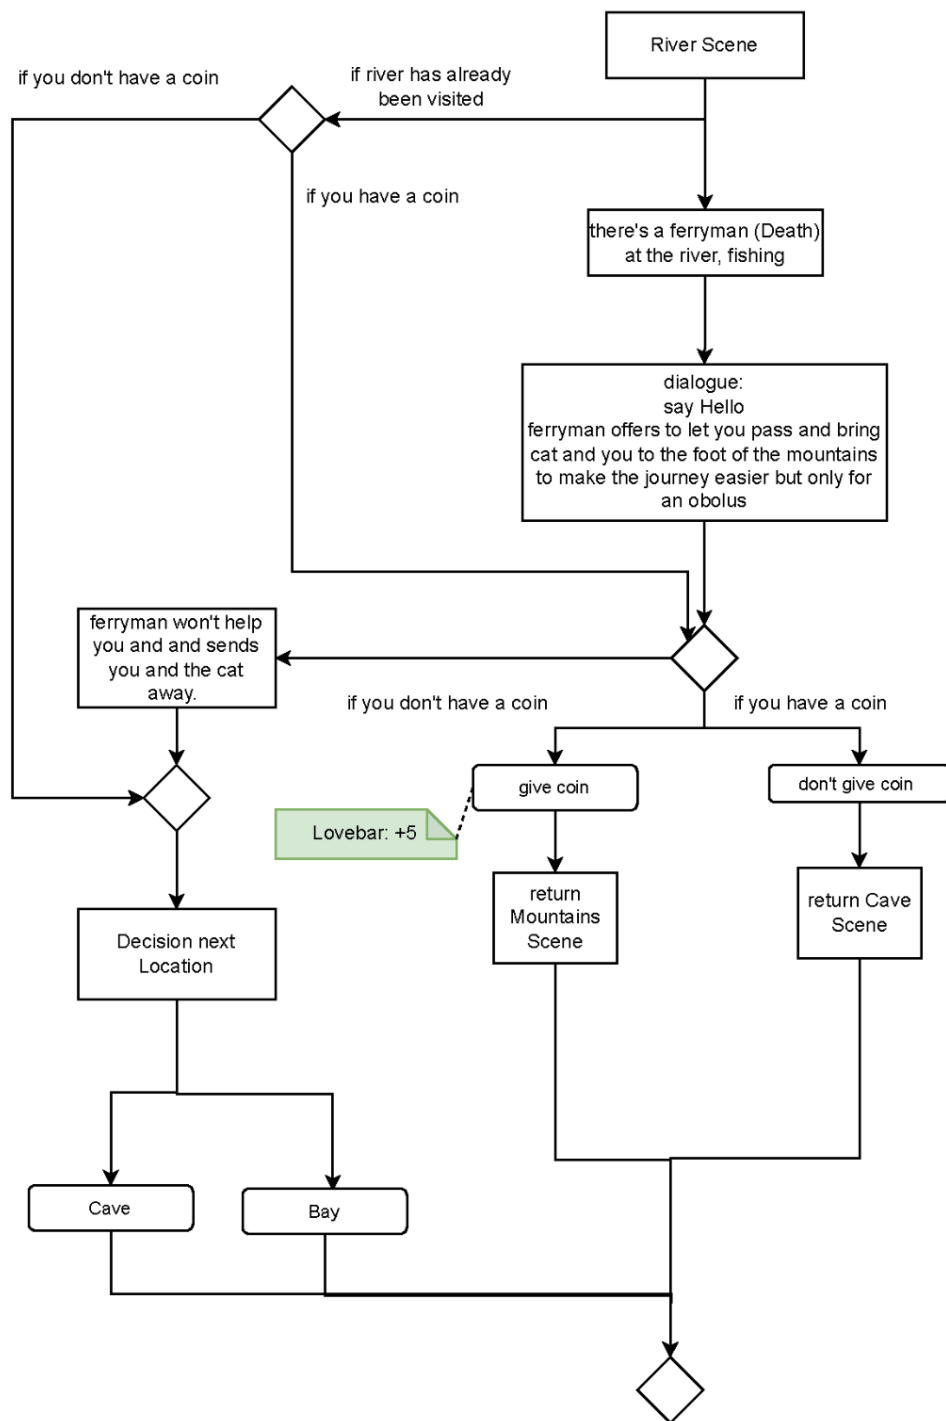 River Scene
if you don't have a coin
if river has already
been visited
if you have a coin
there's a ferryman (Death)
at the river, fishing
dialogue:
say Hello
ferryman offers to let you pass and bring
cat and you to the foot of the mountains
to make the journey easier but only for
an obolus
ferryman won't help
you and and sends
you and the cat
away.
if you don't have a coin
if you have a coin
give coin
don't give coin
Lovebar: +5
return
Mountains
Scene
return Cave
Scene
Decision next
Location
Cave
Bay